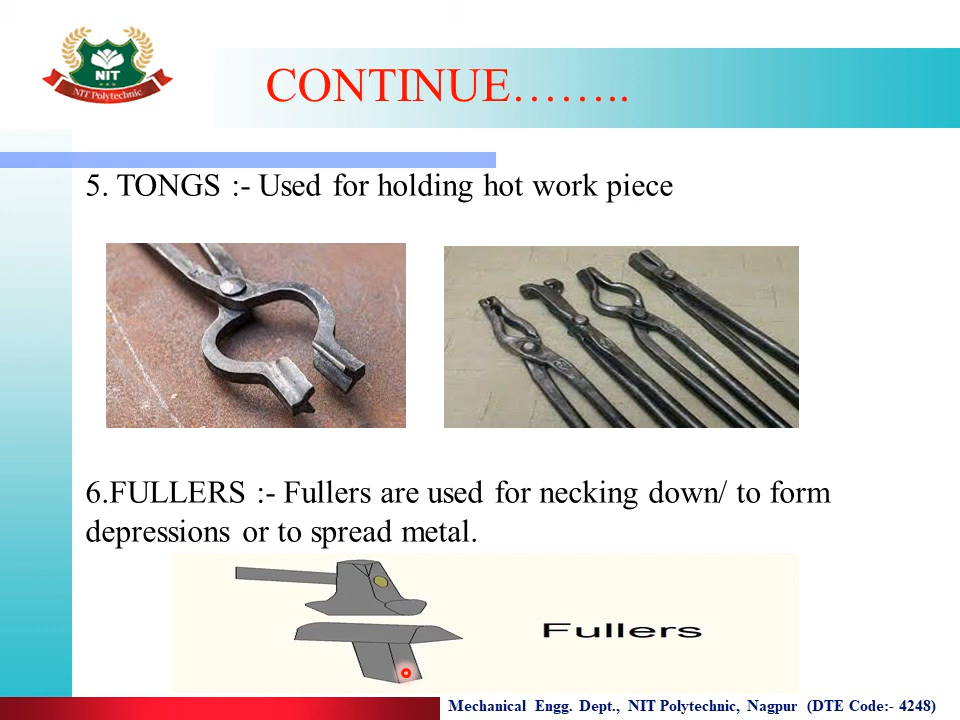 NIT
NIT Polytechnic
CONTINUE……..
5. TONGS :- Used for holding hot work piece
6.FULLERS :- Fullers are used for necking down/ to form
depressions or to spread metal.
Fullers
Mechanical Engg. Dept., NIT Polytechnic, Nagpur (DTE Code:- 4248)